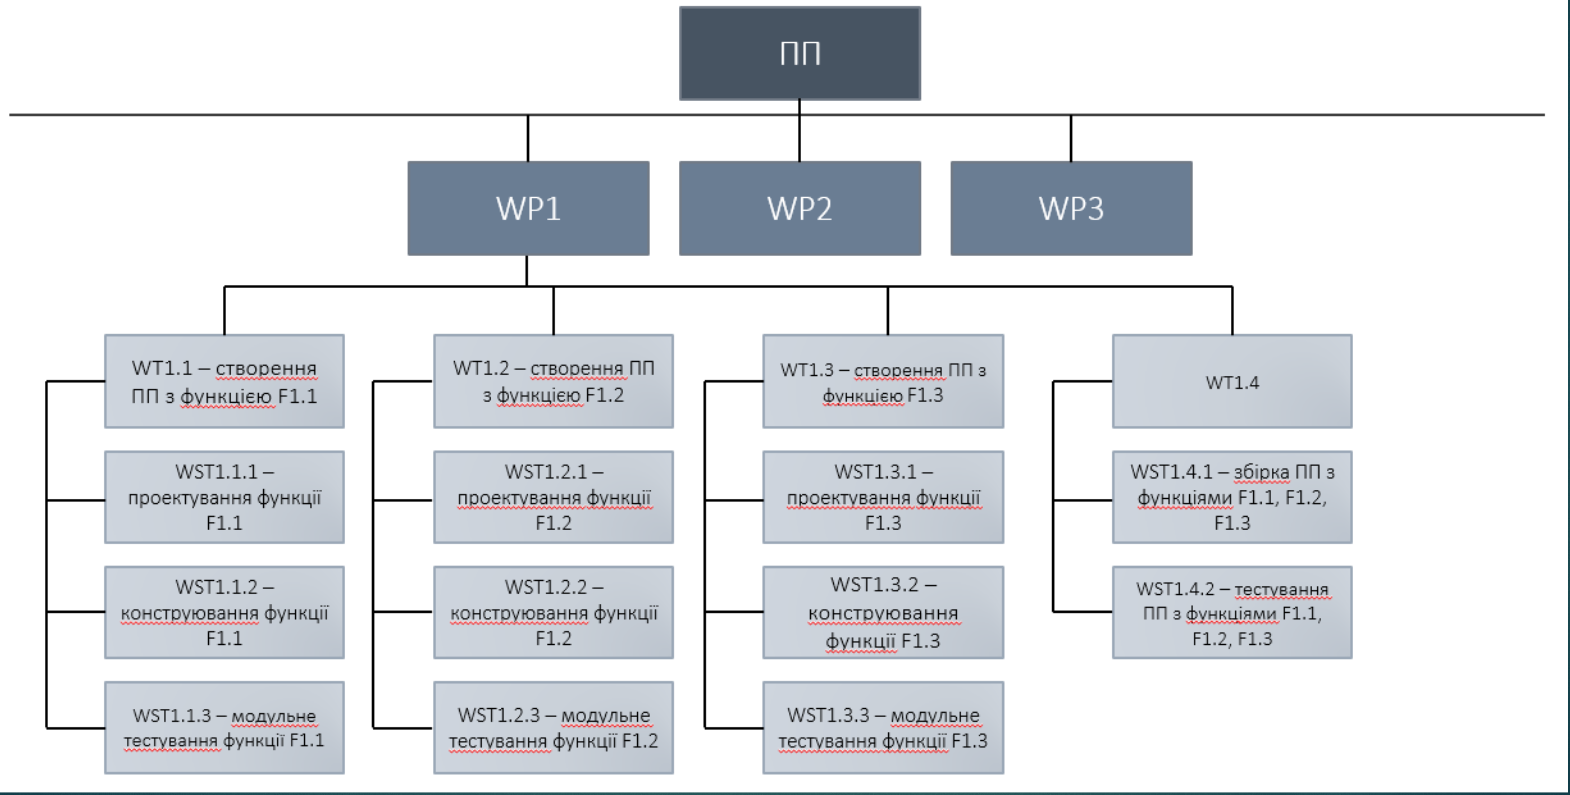 ПП
WP1
WP2
WP3
WT1.1 – створення
ПП з функцією F1.1
WST1.1.1 –
проектування функції
F1.1
WST1.1.2 –
конструювання функції
F1.1
WST1.1.3 – модульне
тестування функції F1.1
WT1.2 – створення ПП
з функцією F1.2
WST1.2.1 –
проектування функції
F1.2
WST1.2.2 –
конструювання функції
F1.2
WST1.2.3 – модульне
тестування функції F1.2
WT1.3 – створення ПП з
функцією F1.3
WST1.3.1 –
проектування функції
F1.3
WST1.3.2 –
конструювання
функції F1.3
WST1.3.3 – модульне
тестування функції F1.3
WT1.4
WST1.4.1 – збірка ПП з
функціями F1.1, F1.2,
F1.3
WST1.4.2 – тестування
ПП з функціями F1.1,
F1.2, F1.3